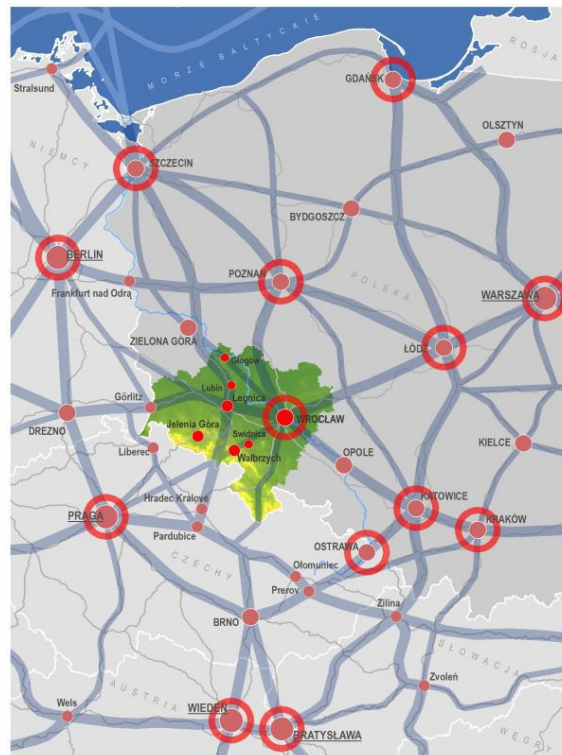 MORZE BAŁTYCKIE
ROSJA
Stralsund
GDAŃSK
OLSZTYN
NIEMCY
SZCZECIN
BYDGOSZCZ
BERLIN
POZNAŃ
POLSKA
Frankfurt nad Odrą
WARSZAWA
ZIELONA GÓRA
ŁÓDŹ
Głogów
Lubin
Legnica
Görlitz
DREZNO
WROCŁAW
Jelenia Góra
Świdnica
Liberec
Wałbrzych
OPOLE
KIELCE
Hradec Kralove
KATOWICE
PRAGA
KRAKÓW
Pardubice
OSTRAWA
CZECHY
Ołomuniec
Prerov
BRNO
Zilina
SŁOWACJA
Zvoleń
AUSTRIA
Wels
WIEDEŃ
BRATYSŁAWA
WĘGRY